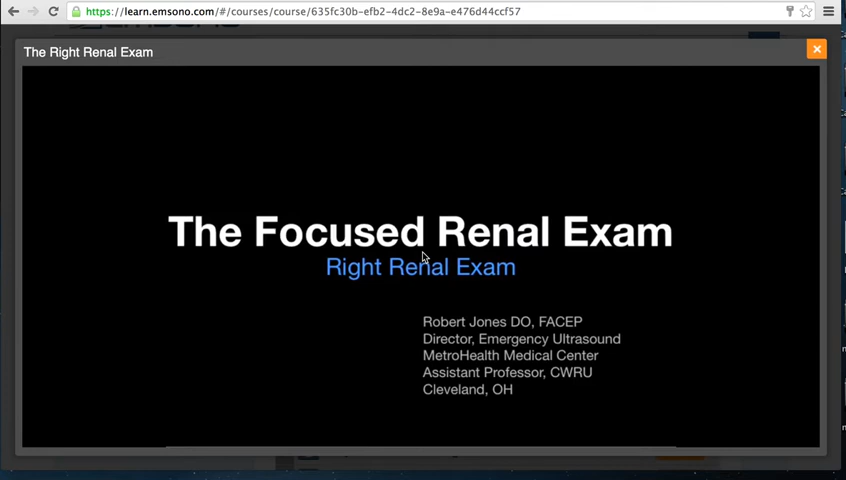 https://learn.emsono.com/#/courses/course/635fc30b-efb2-4dc2-8e9a-e476d44ccf57
The Right Renal Exam
The Focused Renal Exam
Right Renal Exam
Robert Jones DO, FACEP
Director, Emergency Ultrasound
MetroHealth Medical Center
Assistant Professor, CWRU
Cleveland, OH